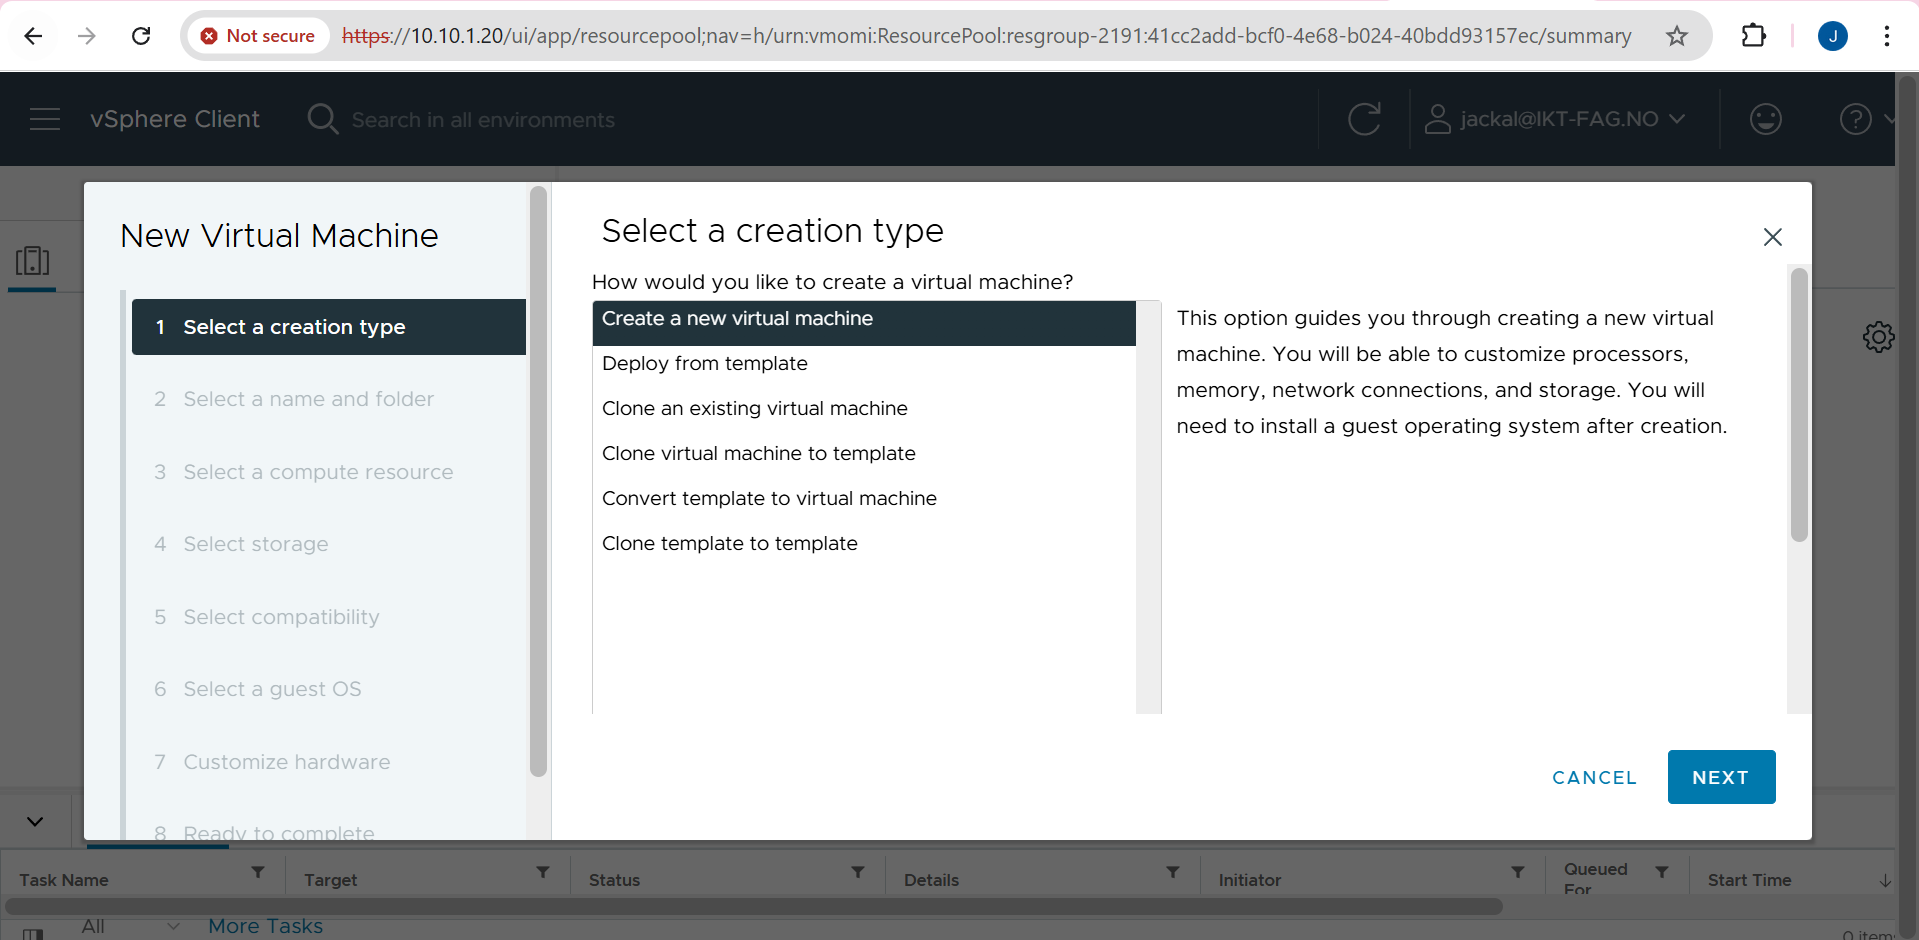 Not secure
https://10.10.1.20/ui/app/resourcepool;nav=h/urn:vmomi:ResourcePool:resgroup-2191:41cc2add-bcf0-4e68-b024-40bdd93157ec/summary
J
vSphere Client
Search in all environments
jackal@IKT-FAG.NO
New Virtual Machine
1 Select a creation type
2 Select a name and folder
3 Select a compute resource
4 Select storage
5 Select compatibility
6 Select a guest OS
7 Customize hardware
8 Ready to complete
Select a creation type
How would you like to create a virtual machine?
Create a new virtual machine
Deploy from template
Clone an existing virtual machine
Clone virtual machine to template
Convert template to virtual machine
Clone template to template
This option guides you through creating a new virtual
machine. You will be able to customize processors,
memory, network connections, and storage. You will
need to install a guest operating system after creation.
CANCEL
NEXT
Task Name
Target
Status
Details
Initiator
Queued
For
Start Time
All
More Tasks
0 items